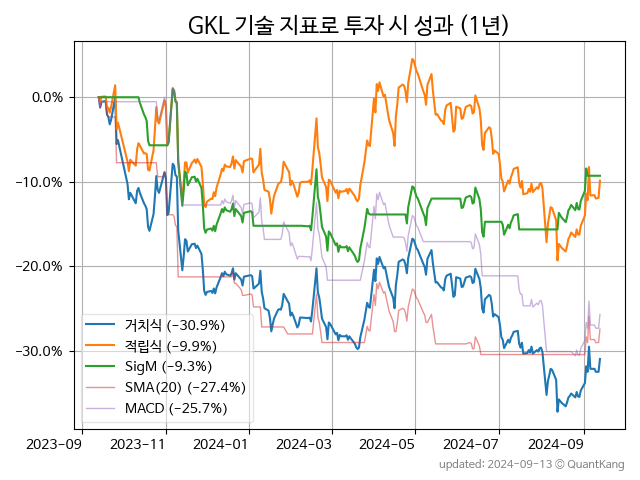 GKL 기술 지표로 투자 시 성과 (1년)
0.0%
−10.0%
−20.0%
−30.0%
거치식 (−30.9%)
적립식 (−9.9%)
SigM (−9.3%)
SMA(20) (−27.4%)
MACD (−25.7%)
2023-09 2023-11 2024-01 2024-03 2024-05 2024-07 2024-09
updated: 2024-09-13 © QuantKang